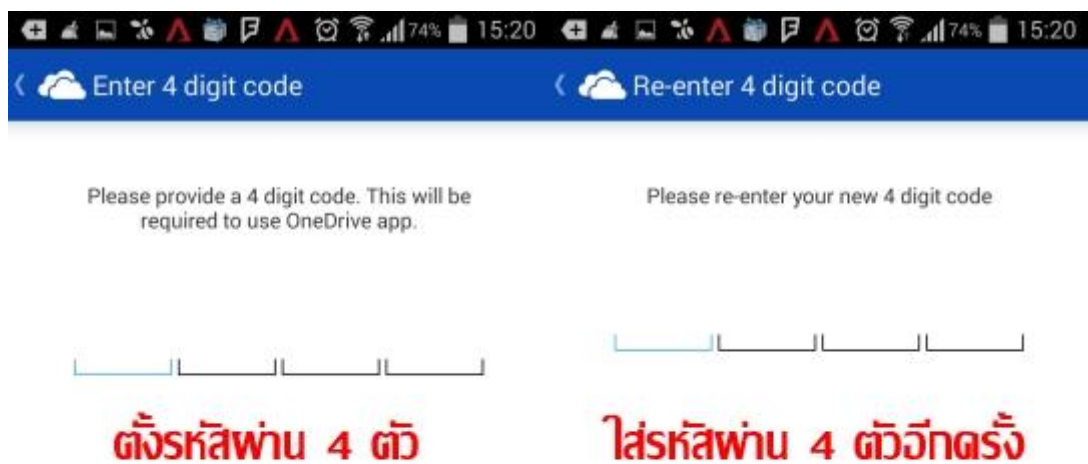 74% 15:20
Enter 4 digit code
Please provide a 4 digit code. This will be
required to use OneDrive app.
ตั้งรหัสผ่าน 4 ตัว
74% 15:20
Re-enter 4 digit code
Please re-enter your new 4 digit code
ใส่รหัสผ่าน 4 ตัวอีกครั้ง